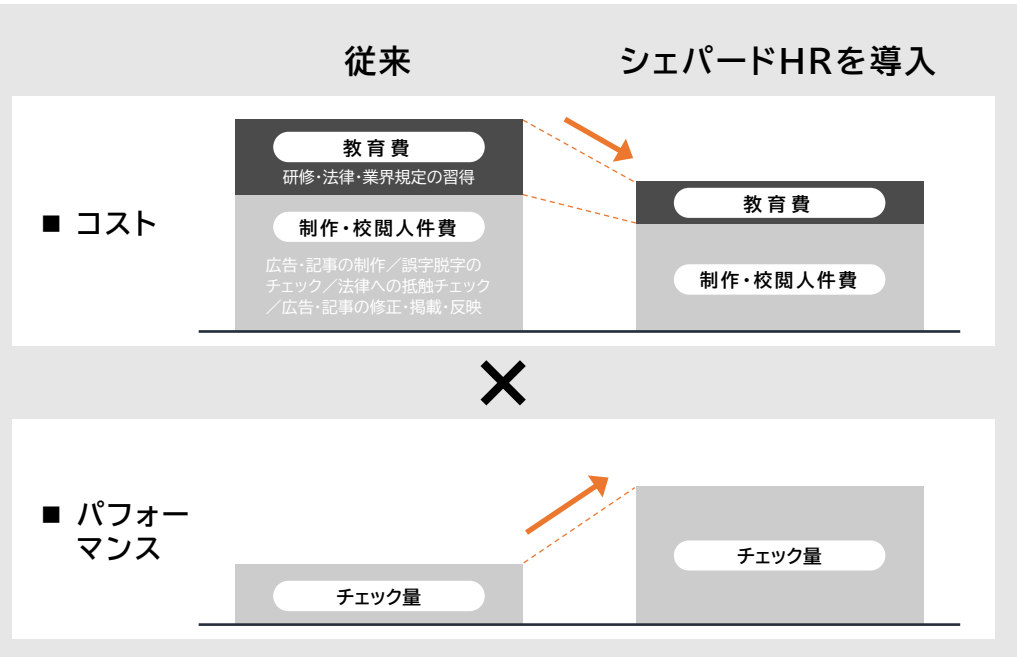 従来
シェパードHRを導入
■ コスト
教育費
研修・法律・業界規定の習得
制作・校閲人件費
広告・記事の制作／誤字脱字の
チェック／法律への抵触チェック
／広告・記事の修正・掲載・反映
教育費
制作・校閲人件費
×
■ パフォー
マンス
チェック量
チェック量